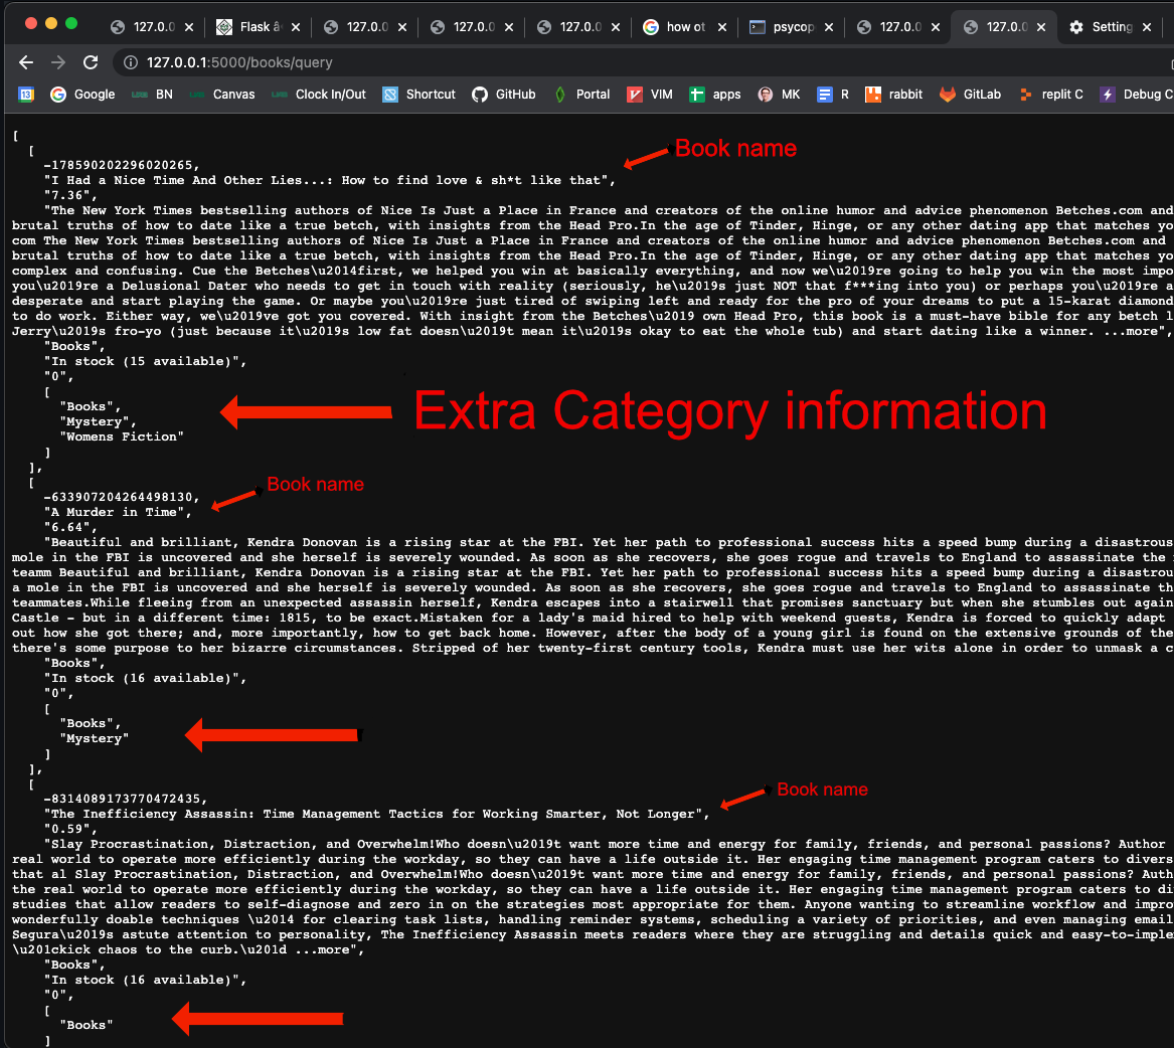 127.0.0
Flask â
127.0.0
127.0.0
127.0.0
how ot
psycop
127.0.0
127.0.0
Setting
127.0.0.1:5000/books/query
Google
BN
Canvas
Clock In/Out
Shortcut
GitHub
Portal
VIM
apps
MK
R
rabbit
GitLab
replit C
Debug C
[
[
-178590202296020265,
Book name
"I Had a Nice Time And Other Lies...: How to find love & sh*t like that",
"7.36",
"The New York Times bestselling authors of Nice Is Just a Place in France and creators of the online humor and advice phenomenon Betches.com and
brutal truths of how to date like a true betch, with insights from the Head Pro.In the age of Tinder, Hinge, or any other dating app that matches yo
com The New York Times bestselling authors of Nice Is Just a Place in France and creators of the online humor and advice phenomenon Betches.com and
brutal truths of how to date like a true betch, with insights from the Head Pro.In the age of Tinder, Hinge, or any other dating app that matches yo
complex and confusing. Cue the Betches\u2014first, we helped you win at basically everything, and now we\u2019re going to help you win the most impo
you\u2019re a Delusional Dater who needs to get in touch with reality (seriously, he\u2019s just NOT that f***ing into you) or perhaps you\u2019re a
desperate and start playing the game. Or maybe you\u2019re just tired of swiping left and ready for the pro of your dreams to put a 15-karat diamond
to do work. Either way, we\u2019ve got you covered. With insight from the Betches\u2019 own Head Pro, this book is a must-have bible for any betch l
Jerry\u2019s fro-yo (just because it\u2019s low fat doesn\u2019t mean it\u2019s okay to eat the whole tub) and start dating like a winner. ...more",
"Books",
"In stock (15 available)",
"0",
[
"Books",
"Mystery",
"Womens Fiction"
]
Extra Category information
],
[
-633907204264498130,
Book name
"A Murder in Time",
"6.64",
"Beautiful and brilliant, Kendra Donovan is a rising star at the FBI. Yet her path to professional success hits a speed bump during a disastrous
mole in the FBI is uncovered and she herself is severely wounded. As soon as she recovers, she goes rogue and travels to England to assassinate the
teamm Beautiful and brilliant, Kendra Donovan is a rising star at the FBI. Yet her path to professional success hits a speed bump during a disastrou
a mole in the FBI is uncovered and she herself is severely wounded. As soon as she recovers, she goes rogue and travels to England to assassinate th
teammates.While fleeing from an unexpected assassin herself, Kendra escapes into a stairwell that promises sanctuary but when she stumbles out again
Castle - but in a different time: 1815, to be exact.Mistaken for a lady's maid hired to help with weekend guests, Kendra is forced to quickly adapt
out how she got there; and, more importantly, how to get back home. However, after the body of a young girl is found on the extensive grounds of the
there's some purpose to her bizarre circumstances. Stripped of her twenty-first century tools, Kendra must use her wits alone in order to unmask a c
"Books",
"In stock (16 available)",
"0",
[
"Books",
"Mystery"
]
],
[
-8314089173770472435,
Book name
"The Inefficiency Assassin: Time Management Tactics for Working Smarter, Not Longer",
"0.59",
"Slay Procrastination, Distraction, and Overwhelm!Who doesn\u2019t want more time and energy for family, friends, and personal passions? Author
real world to operate more efficiently during the workday, so they can have a life outside it. Her engaging time management program caters to divers
that al Slay Procrastination, Distraction, and Overwhelm!Who doesn\u2019t want more time and energy for family, friends, and personal passions? Auth
the real world to operate more efficiently during the workday, so they can have a life outside it. Her engaging time management program caters to di
studies that allow readers to self-diagnose and zero in on the strategies most appropriate for them. Anyone wanting to streamline workflow and impro
wonderfully doable techniques \u2014 for clearing task lists, handling reminder systems, scheduling a variety of priorities, and even managing email
Segura\u2019s astute attention to personality, The Inefficiency Assassin meets readers where they are struggling and details quick and easy-to-imple
\u201ckick chaos to the curb.\u201d ...more",
"Books",
"In stock (16 available)",
"0",
[
"Books"
]